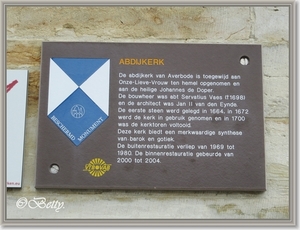 ABDIJKERK
De abdijkerk van Averbode is toegewijd aan
Onze-Lieve-Vrouw ten hemel opgenomen en
aan de heilige Johannes de Doper.
De bouwheer was abt Servatius Vaes (†1698)
en de architect was Jan II van den Eynde.
De eerste steen werd gelegd in 1664, in 1672
werd de kerk in gebruik genomen en in 1700
was de kerktoren voltooid.
Deze kerk biedt een merkwaardige synthese
van barok en gotiek.
De buitenrestauratie verliep van 1969 tot
1980. De binnenrestauratie gebeurde van
2000 tot 2004.
BESCHERMD MONUMENT
©Betty.